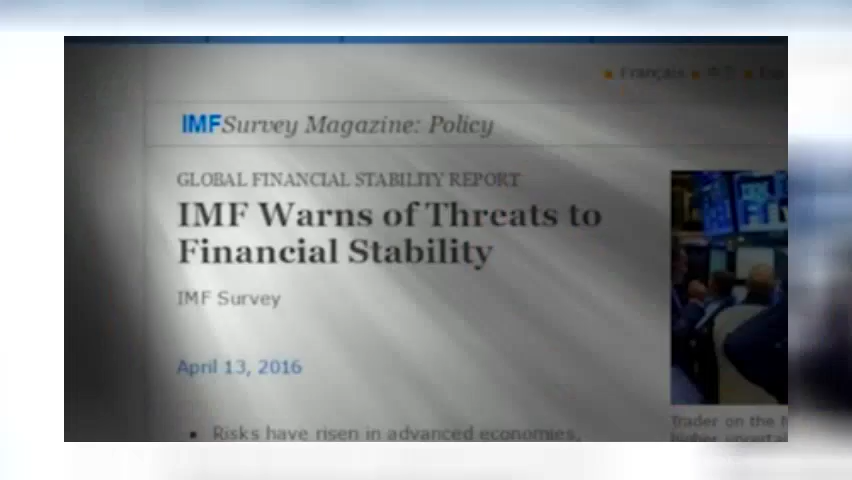 Français
IMFSurvey Magazine: Policy
GLOBAL FINANCIAL STABILITY REPORT
IMF Warns of Threats to
Financial Stability
IMF Survey
April 13, 2016
Risks have risen in advanced economies,
Trader on the
higher